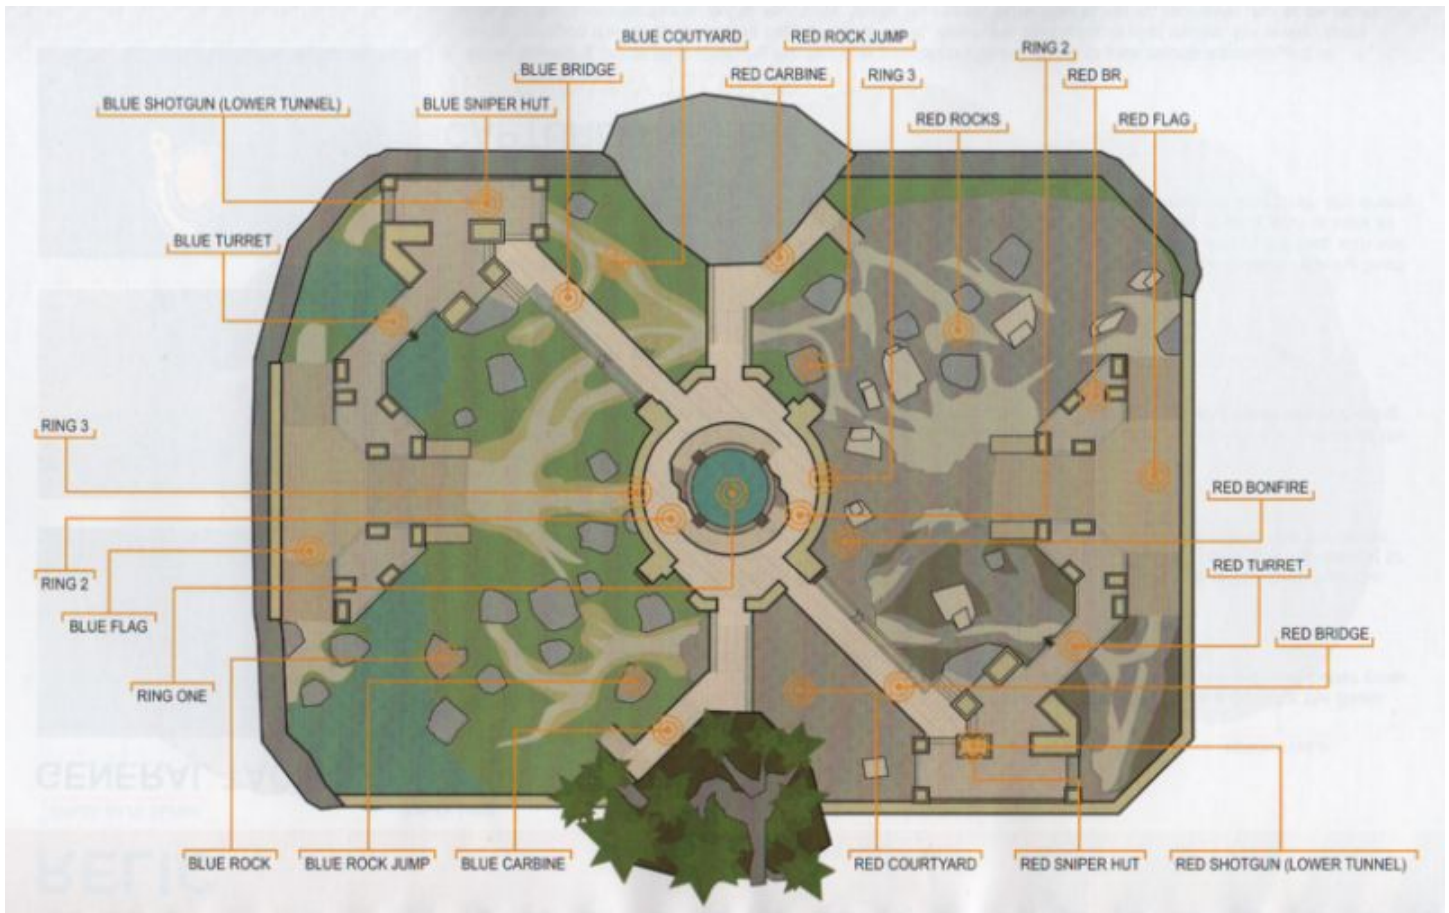 BLUE COUTYARD
RED ROCK JUMP
RING 2
BLUE BRIDGE
RED CARBINE
RING 3
RED BR
BLUE SHOTGUN (LOWER TUNNEL)
BLUE SNIPER HUT
RED ROCKS
RED FLAG
BLUE TURRET
RING 3
RED BONFIRE
RING 2
RED TURRET
BLUE FLAG
RED BRIDGE
RING ONE
BLUE ROCK
BLUE ROCK JUMP
BLUE CARBINE
RED COURTYARD
RED SNIPER HUT
RED SHOTGUN (LOWER TUNNEL)